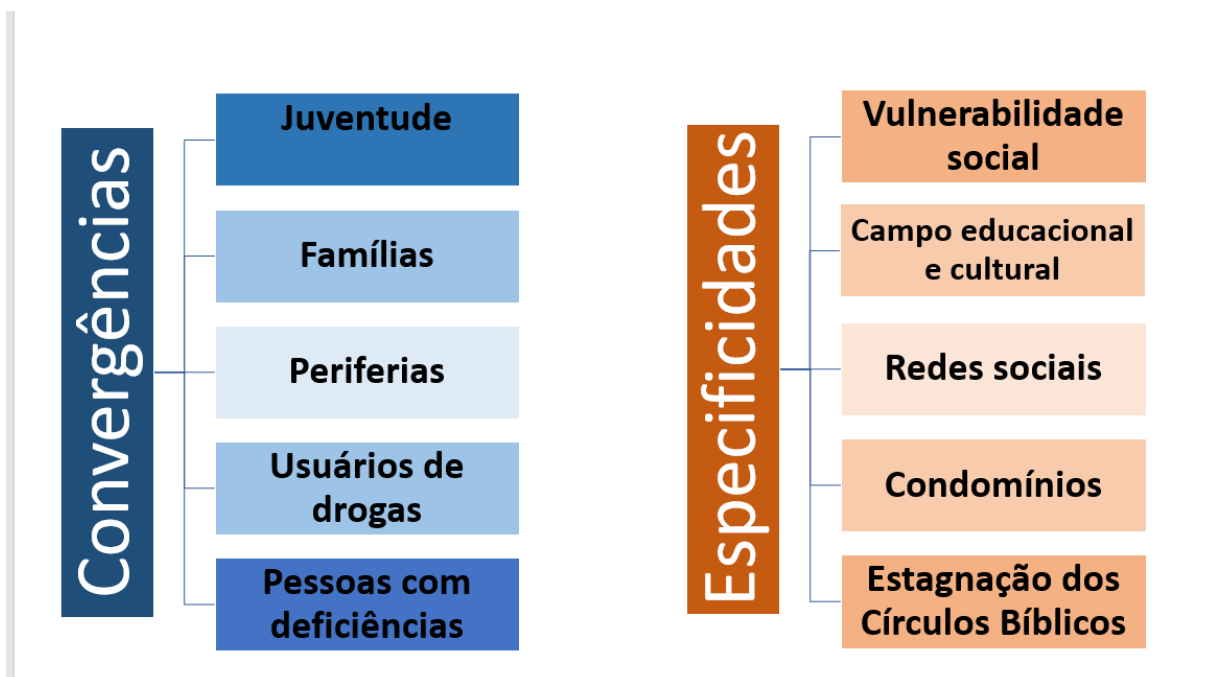 Convergências
Juventude
Famílias
Periferias
Usuários de
drogas
Pessoas com
deficiências
Especificidades
Vulnerabilidade
social
Campo educacional
e cultural
Redes sociais
Condomínios
Estagnação dos
Círculos Bíblicos